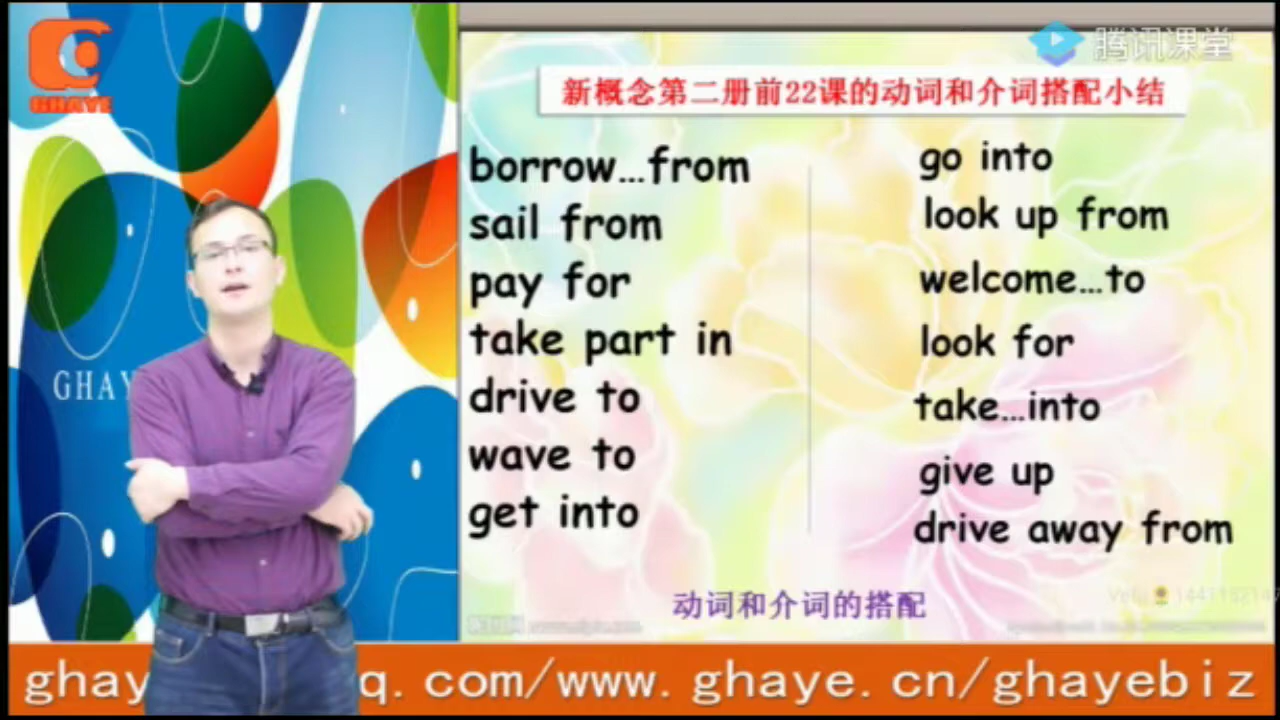 GHAYE
腾讯课堂
新概念第二册前22课的动词和介词搭配小结
borrow...from
sail from
pay for
take part in
drive to
wave to
get into
go into
look up from
welcome...to
look for
take...into
give up
drive away from
GHAY
动词和介词的搭配
ghay q. com/www. ghaye. cn/ghayebiz